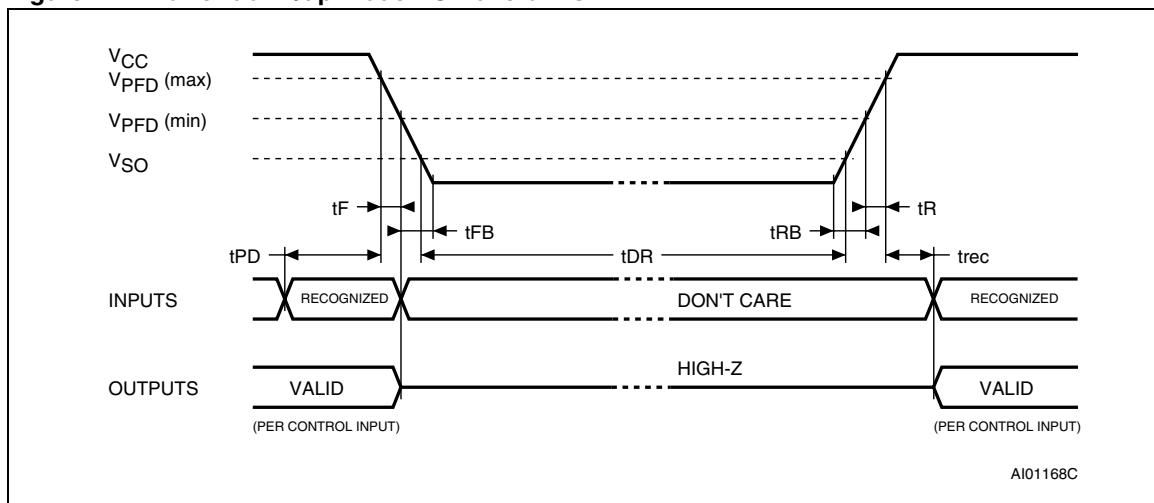 VCC
VPFD (max)
VPFD (min)
VSO
tF
tFB
tR
tRB
tPD
tDR
trec
INPUTS
RECOGNIZED
DON'T CARE
RECOGNIZED
HIGH-Z
OUTPUTS
VALID
VALID
(PER CONTROL INPUT)
(PER CONTROL INPUT)
AI01168C